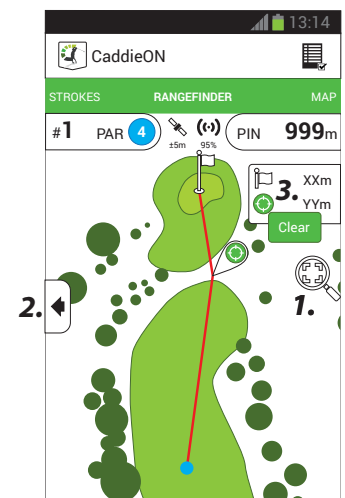 13:14
CaddieON
STROKES RANGEFINDER MAP
#1 PAR 4 PIN 999m
±5m 95%
3. XXm
YYm
Clear
2. 1.